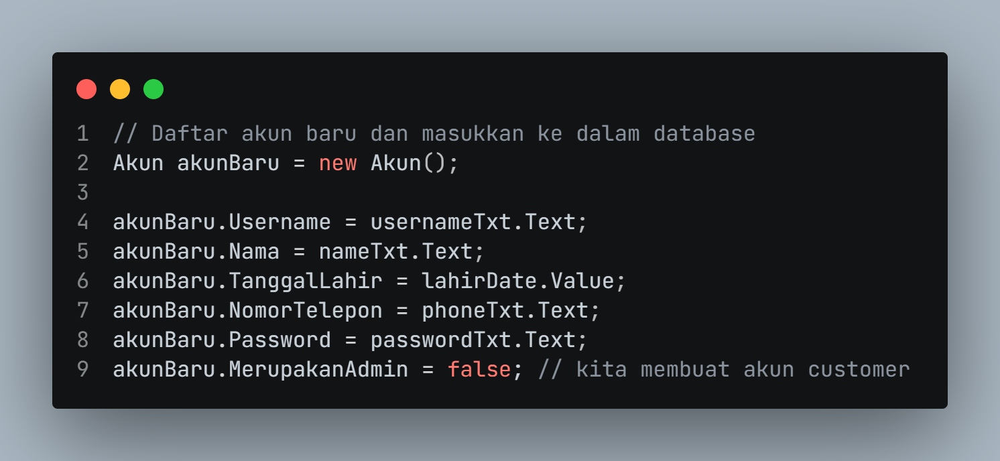 1 // Daftar akun baru dan masukkan ke dalam database
2 Akun akunBaru = new Akun();
3
4 akunBaru.Username = usernameTxt.Text;
5 akunBaru.Nama = nameTxt.Text;
6 akunBaru.TanggalLahir = lahirDate.Value;
7 akunBaru.NomorTelepon = phoneTxt.Text;
8 akunBaru.Password = passwordTxt.Text;
9 akunBaru.MerupakanAdmin = false; // kita membuat akun customer